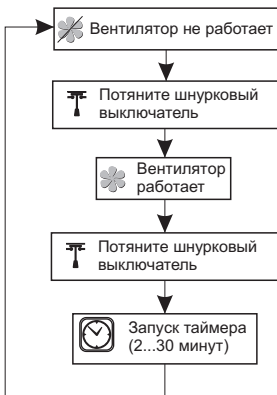 Вентилятор не работает
Потяните шнурковый
выключатель
Вентилятор
работает
Потяните шнурковый
выключатель
Запуск таймера
(2...30 минут)